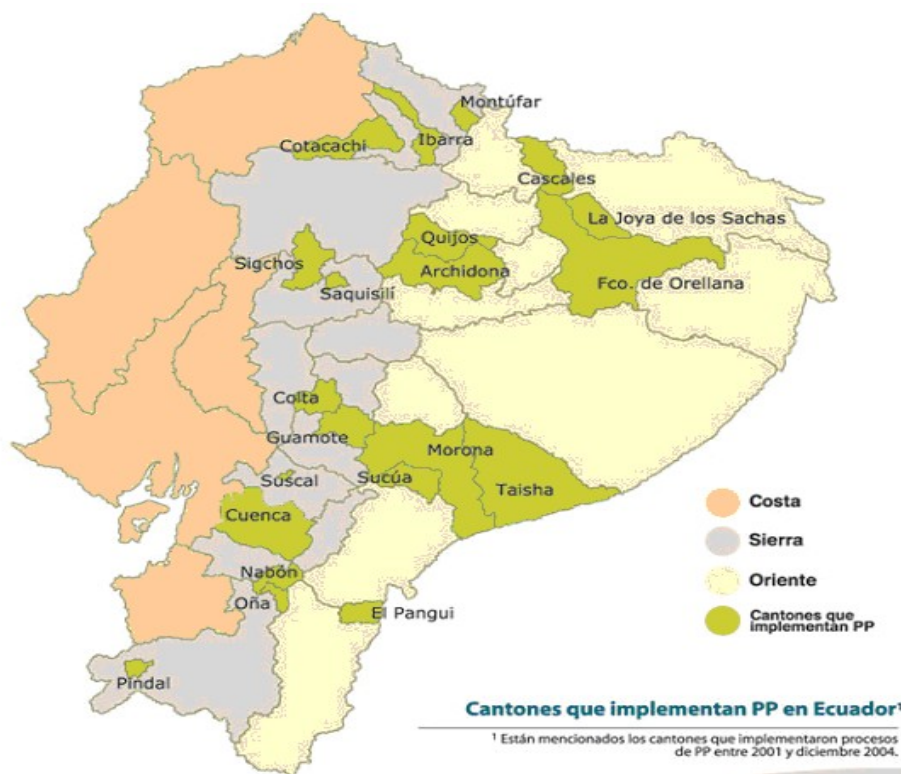 Montúfar
Cotacachi
Ibarra
Cascales
La Joya de los Sachas
Quijos
Sigchos
Archidona
Fco. de Orellana
Saquisilí
Colta
Guamote
Morona
Suscal
Sucúa
Taisha
Cuenca
Nabón
Oña
El Pangui
Pindal
Costa
Sierra
Oriente
Cantones que
implementan PP
Cantones que implementan PP en Ecuador¹
¹ Están mencionados los cantones que implementaron procesos
de PP entre 2001 y diciembre 2004.